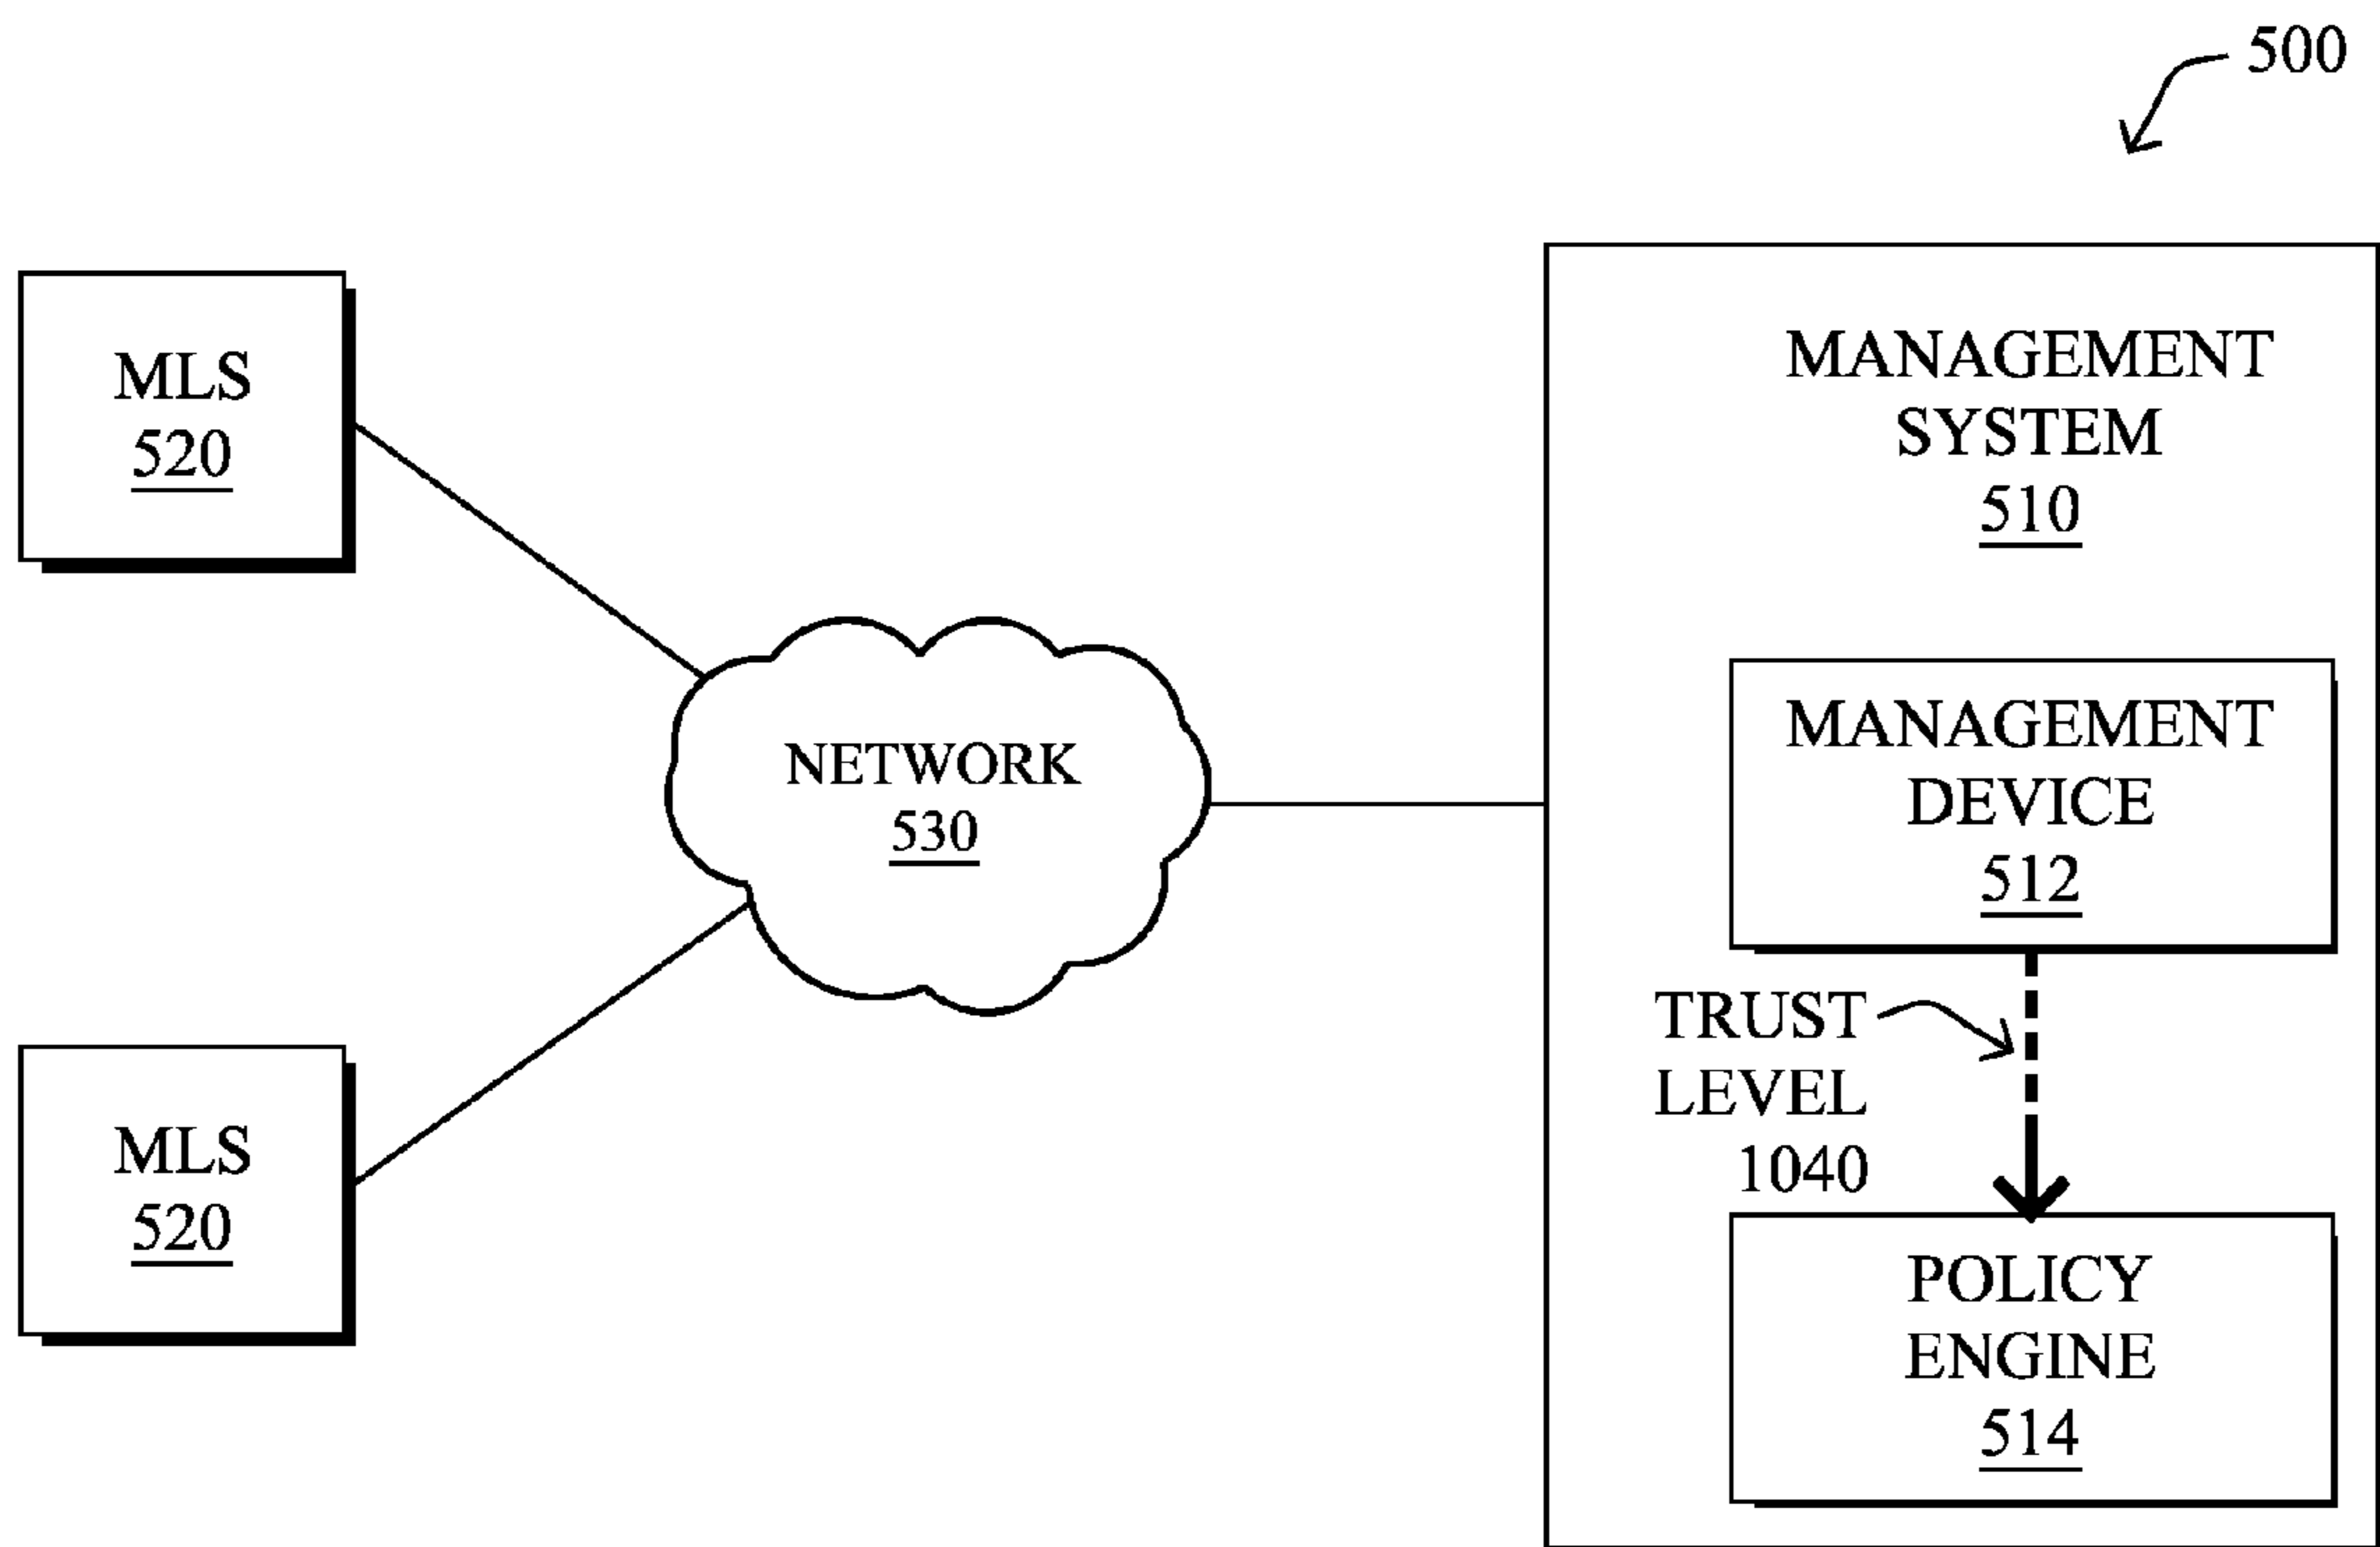 500
MLS
520
MANAGEMENT
SYSTEM
510
NETWORK
530
MANAGEMENT
DEVICE
512
TRUST
LEVEL
1040
MLS
520
POLICY
ENGINE
514